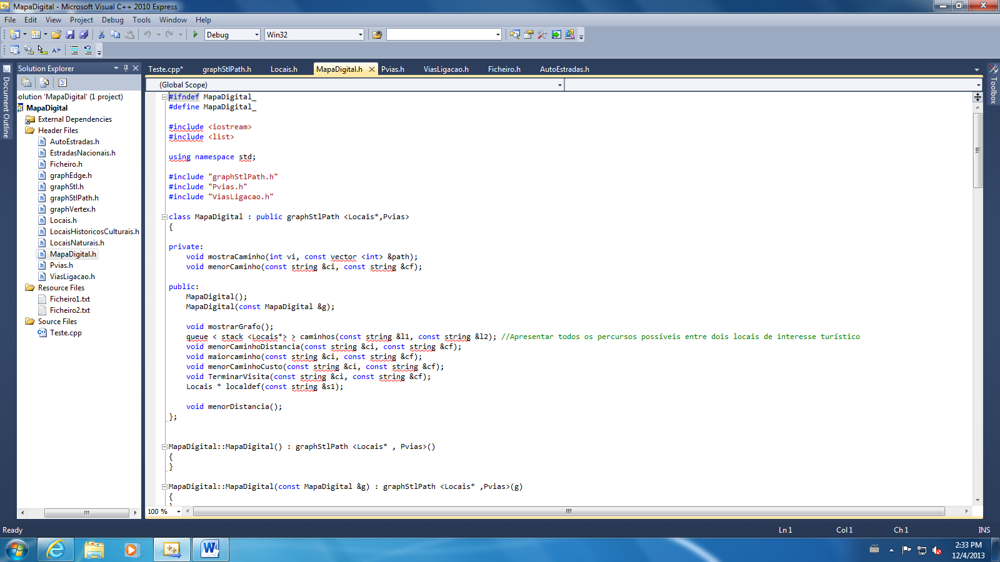 MapaDigital - Microsoft Visual C++ 2010 Express
File Edit View Project Debug Tools Window Help
Debug Win32
Document Outline
Solution Explorer
olution 'MapaDigital' (1 project)
MapaDigital
External Dependencies
Header Files
AutoEstradas.h
EstradasNacionais.h
Ficheiro.h
graphEdge.h
graphStl.h
graphStlPath.h
graphVertex.h
Locais.h
LocaisHistoricosCulturais.h
LocaisNaturais.h
MapaDigital.h
Pvias.h
ViasLigacao.h
Resource Files
Ficheiro1.txt
Ficheiro2.txt
Source Files
Teste.cpp
Teste.cpp* graphStlPath.h Locais.h MapaDigital.h Pvias.h ViasLigacao.h Ficheiro.h AutoEstradas.h
(Global Scope)
#ifndef MapaDigital_
#define MapaDigital_
#include <iostream>
#include <list>
using namespace std;
#include "graphStlPath.h"
#include "Pvias.h"
#include "ViasLigacao.h"
class MapaDigital : public graphStlPath <Locais*,Pvias>
{
private:
void mostraCaminho(int vi, const vector <int> &path);
void menorCaminho(const string &ci, const string &cf);
public:
MapaDigital();
MapaDigital(const MapaDigital &g);
void mostrarGrafo();
queue < stack <Locais*> > caminhos(const string &l1, const string &l2); //Apresentar todos os percursos possíveis entre dois locais de interesse turístico
void menorCaminhoDistancia(const string &ci, const string &cf);
void maiorcaminho(const string &ci, const string &cf);
void menorCaminhoCusto(const string &ci, const string &cf);
void TerminarVisita(const string &ci, const string &cf);
Locais * localdef(const string &s1);
void menorDistancia();
};
MapaDigital::MapaDigital() : graphStlPath <Locais* , Pvias>()
{
}
MapaDigital::MapaDigital(const MapaDigital &g) : graphStlPath <Locais* ,Pvias>(g)
{
100 %
Toolbox
Ready Ln 1 Col 1 Ch 1 INS
2:33 PM
12/4/2013